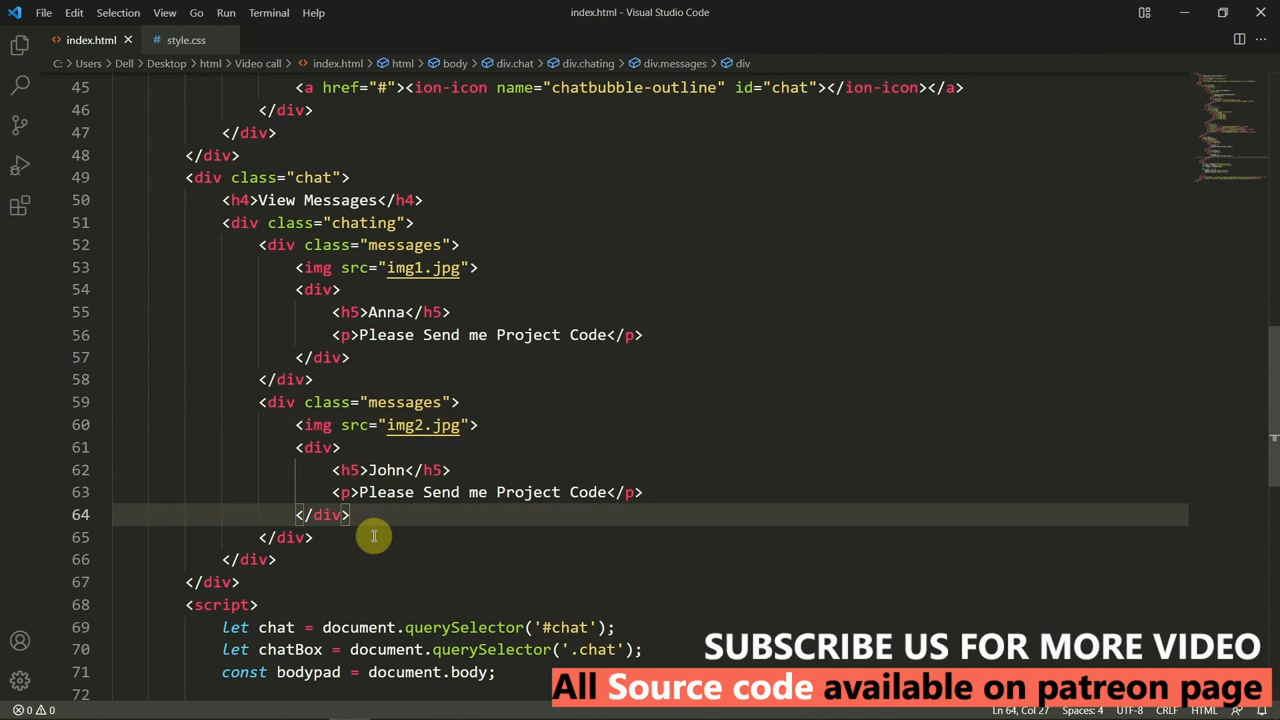 File Edit Selection View Go Run Terminal Help index.html - Visual Studio Code
index.html style.css
C: > Users > Dell > Desktop > html > Video call > index.html > html > body > div.chat > div.chating > div.messages > div
45 <a href="#"><ion-icon name="chatbubble-outline" id="chat"></ion-icon></a>
46 </div>
47 </div>
48 </div>
49 <div class="chat">
50 <h4>View Messages</h4>
51 <div class="chating">
52 <div class="messages">
53 <img src="img1.jpg">
54 <div>
55 <h5>Anna</h5>
56 <p>Please Send me Project Code</p>
57 </div>
58 </div>
59 <div class="messages">
60 <img src="img2.jpg">
61 <div>
62 <h5>John</h5>
63 <p>Please Send me Project Code</p>
64 </div>
65 </div>
66 </div>
67 </div>
68 <script>
69 let chat = document.querySelector('#chat');
70 let chatBox = document.querySelector('.chat');
71 const bodypad = document.body;
72
SUBSCRIBE US FOR MORE VIDEO
All Source code available on patreon page
0 0 Ln 64, Col 27 Spaces: 4 UTF-8 CRLF HTML